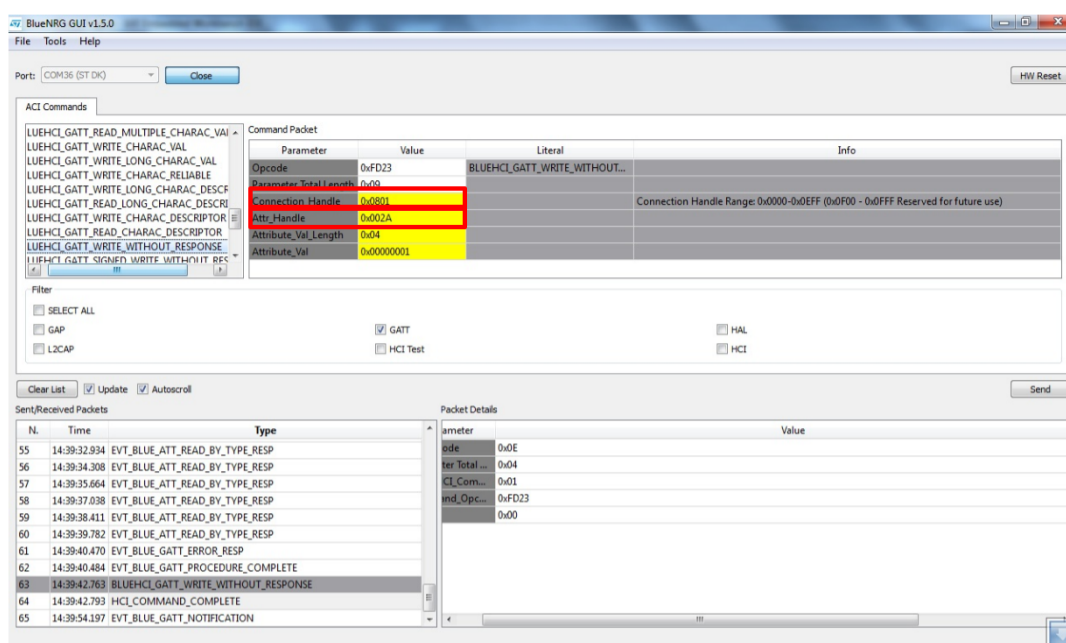 BlueNRG GUI v1.5.0
File Tools Help
Port: COM36 (ST DK) Close HW Reset
ACI Commands
LUEHCI_GATT_READ_MULTIPLE_CHARAC_VAI
LUEHCI_GATT_WRITE_CHARAC_VAL
LUEHCI_GATT_WRITE_LONG_CHARAC_VAL
LUEHCI_GATT_WRITE_CHARAC_RELIABLE
LUEHCI_GATT_WRITE_LONG_CHARAC_DESCR
LUEHCI_GATT_READ_LONG_CHARAC_DESCRI
LUEHCI_GATT_WRITE_CHARAC_DESCRIPTOR
LUEHCI_GATT_READ_CHARAC_DESCRIPTOR
LUEHCI_GATT_WRITE_WITHOUT_RESPONSE
LUEHCI_GATT_SIGNED_WRITE_WITHOUT_RES
Command Packet
Parameter Value Literal Info
Opcode 0xFD23 BLUEHCI_GATT_WRITE_WITHOUT...
Parameter Total Length 0x09
Connection_Handle 0x0801 Connection Handle Range: 0x0000-0x0EFF (0x0F00 - 0x0FFF Reserved for future use)
Attr_Handle 0x002A
Attribute_Val_Length 0x04
Attribute_Val 0x00000001
Filter
SELECT ALL
GAP GATT HAL
L2CAP HCI Test HCI
Clear List Update Autoscroll Send
Sent/Received Packets
N. Time Type
55 14:39:32.934 EVT_BLUE_ATT_READ_BY_TYPE_RESP
56 14:39:34.308 EVT_BLUE_ATT_READ_BY_TYPE_RESP
57 14:39:35.664 EVT_BLUE_ATT_READ_BY_TYPE_RESP
58 14:39:37.038 EVT_BLUE_ATT_READ_BY_TYPE_RESP
59 14:39:38.411 EVT_BLUE_ATT_READ_BY_TYPE_RESP
60 14:39:39.782 EVT_BLUE_ATT_READ_BY_TYPE_RESP
61 14:39:40.470 EVT_BLUE_GATT_ERROR_RESP
62 14:39:40.484 EVT_BLUE_GATT_PROCEDURE_COMPLETE
63 14:39:42.763 BLUEHCI_GATT_WRITE_WITHOUT_RESPONSE
64 14:39:42.793 HCI_COMMAND_COMPLETE
65 14:39:54.197 EVT_BLUE_GATT_NOTIFICATION
Packet Details
ameter Value
ode 0x0E
ter Total ... 0x04
CI_Com... 0x01
ind_Opc... 0xFD23
0x00